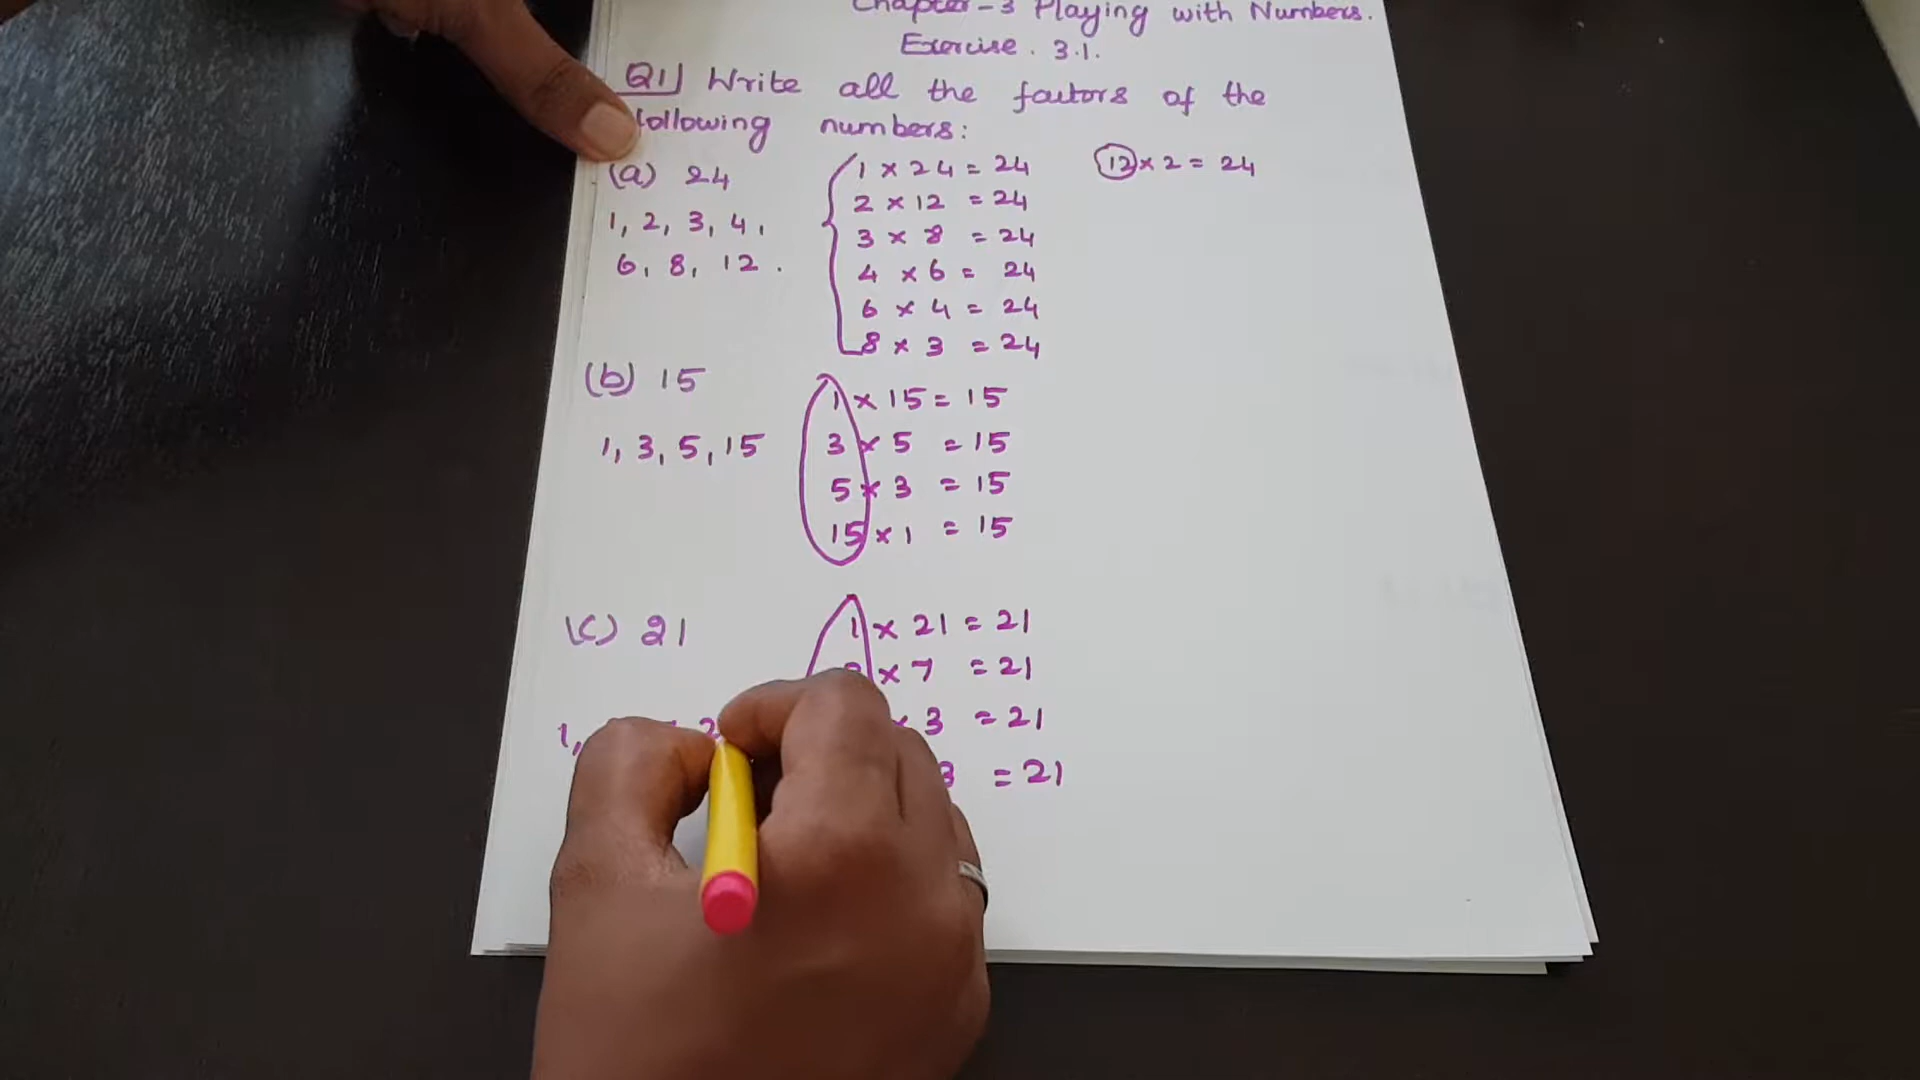 Chapter - 3 Playing with Numbers.
Exercise. 3.1.
Q1) Write all the factors of the
following numbers:
(a) 24
1, 2, 3, 4,
6, 8, 12.
1 × 24 = 24
2 × 12 = 24
3 × 8 = 24
4 × 6 = 24
6 × 4 = 24
8 × 3 = 24
12 × 2 = 24
(b) 15
1, 3, 5, 15
1 × 15 = 15
3 × 5 = 15
5 × 3 = 15
15 × 1 = 15
(c) 21
1,
1 × 21 = 21
× 7 = 21
× 3 = 21
= 21